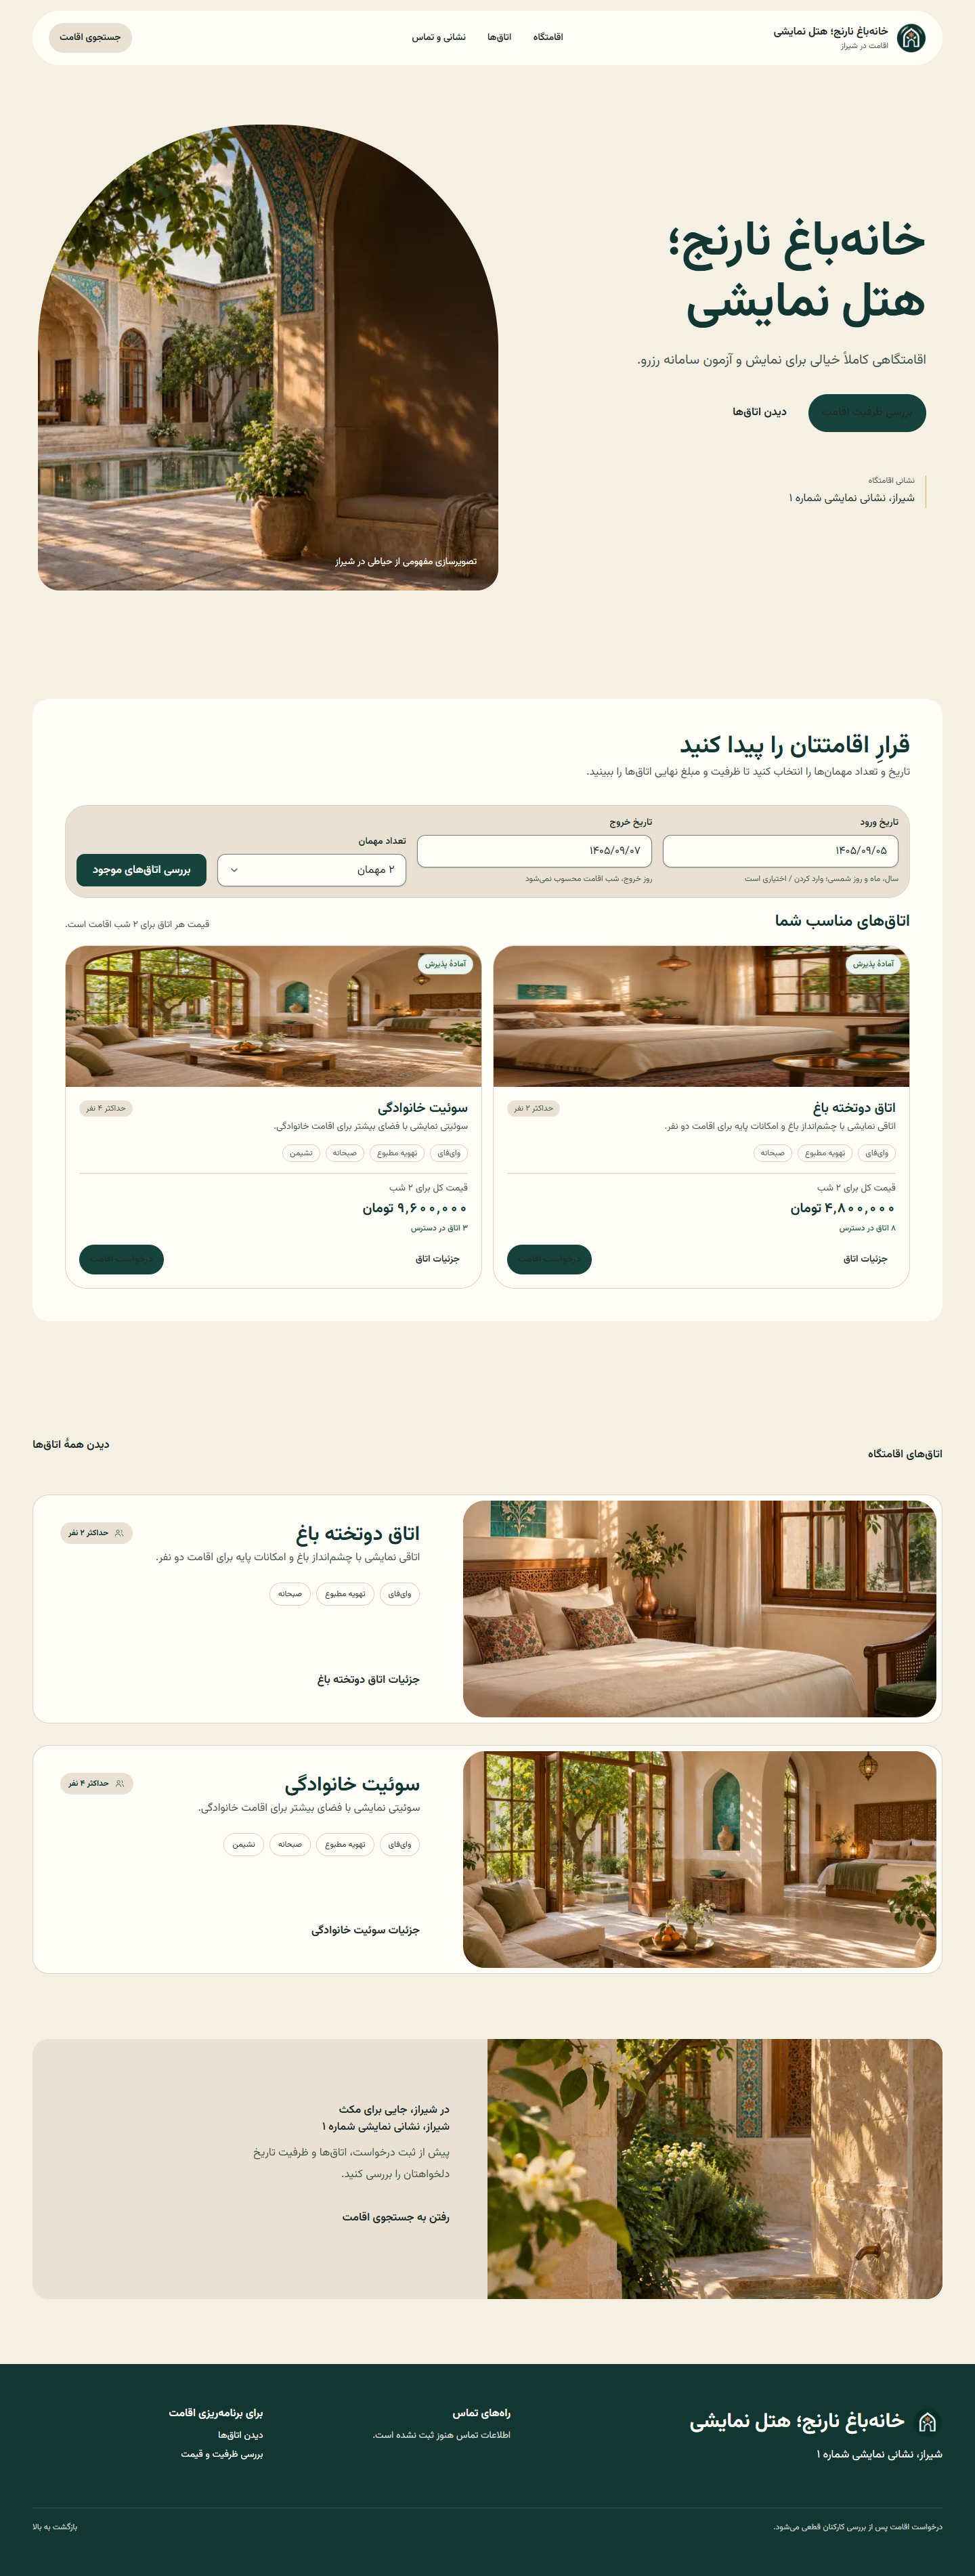 خانه‌باغ نارنج؛ هتل نمایشی
اقامت در شیراز
اقامتگاه
اتاق‌ها
نشانی و تماس
جستجوی اقامت
خانه‌باغ نارنج؛
هتل نمایشی
اقامتگاهی کاملاً خیالی برای نمایش و آزمون سامانه رزرو.
بررسی ظرفیت اقامت
دیدن اتاق‌ها
نشانی اقامتگاه
شیراز، نشانی نمایشی شماره ۱
تصویرسازی مفهومی از حیاطی در شیراز
قرارِ اقامتتان را پیدا کنید
تاریخ و تعداد مهمان‌ها را انتخاب کنید تا ظرفیت و مبلغ نهایی اتاق‌ها را ببینید.
تاریخ ورود
۱۴۰۵/۰۹/۰۵
سال، ماه و روز شمسی؛ وارد کردن / اختیاری است
تاریخ خروج
۱۴۰۵/۰۹/۰۷
روز خروج، شب اقامت محسوب نمی‌شود
تعداد مهمان
۲ مهمان
بررسی اتاق‌های موجود
اتاق‌های مناسب شما
قیمت هر اتاق برای ۲ شب اقامت است.
آمادهٔ پذیرش
اتاق دوتخته باغ
حداکثر ۲ نفر
اتاقی نمایشی با چشم‌انداز باغ و امکانات پایه برای اقامت دو نفر.
وای‌فای
تهویه مطبوع
صبحانه
قیمت کل برای ۲ شب
۴,۸۰۰,۰۰۰ تومان
۸ اتاق در دسترس
جزئیات اتاق
درخواست اقامت
آمادهٔ پذیرش
سوئیت خانوادگی
حداکثر ۴ نفر
سوئیتی نمایشی با فضای بیشتر برای اقامت خانوادگی.
وای‌فای
تهویه مطبوع
صبحانه
نشیمن
قیمت کل برای ۲ شب
۹,۶۰۰,۰۰۰ تومان
۳ اتاق در دسترس
جزئیات اتاق
درخواست اقامت
اتاق‌های اقامتگاه
دیدن همهٔ اتاق‌ها
اتاق دوتخته باغ
حداکثر ۲ نفر
اتاقی نمایشی با چشم‌انداز باغ و امکانات پایه برای اقامت دو نفر.
وای‌فای
تهویه مطبوع
صبحانه
جزئیات اتاق دوتخته باغ
سوئیت خانوادگی
حداکثر ۴ نفر
سوئیتی نمایشی با فضای بیشتر برای اقامت خانوادگی.
وای‌فای
تهویه مطبوع
صبحانه
نشیمن
جزئیات سوئیت خانوادگی
در شیراز، جایی برای مکث
شیراز، نشانی نمایشی شماره ۱
پیش از ثبت درخواست، اتاق‌ها و ظرفیت تاریخ
دلخواهتان را بررسی کنید.
رفتن به جستجوی اقامت
خانه‌باغ نارنج؛ هتل نمایشی
شیراز، نشانی نمایشی شماره ۱
راه‌های تماس
اطلاعات تماس هنوز ثبت نشده است.
برای برنامه‌ریزی اقامت
دیدن اتاق‌ها
بررسی ظرفیت و قیمت
درخواست اقامت پس از بررسی کارکنان قطعی می‌شود.
بازگشت به بالا